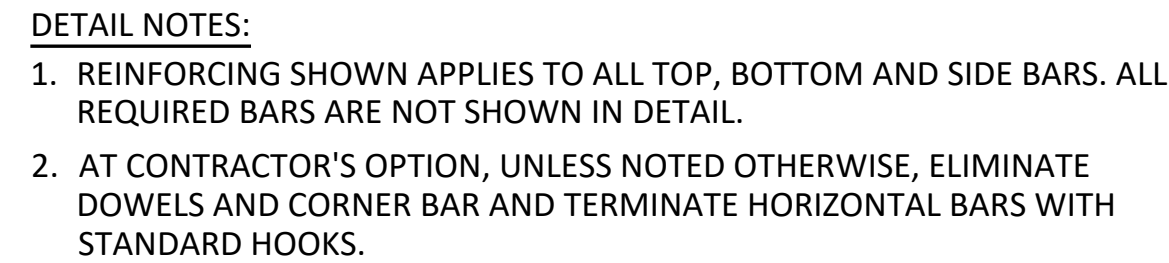 DETAIL NOTES:
1. REINFORCING SHOWN APPLIES TO ALL TOP, BOTTOM AND SIDE BARS. ALL
REQUIRED BARS ARE NOT SHOWN IN DETAIL.
2. AT CONTRACTOR'S OPTION, UNLESS NOTED OTHERWISE, ELIMINATE
DOWELS AND CORNER BAR AND TERMINATE HORIZONTAL BARS WITH
STANDARD HOOKS.